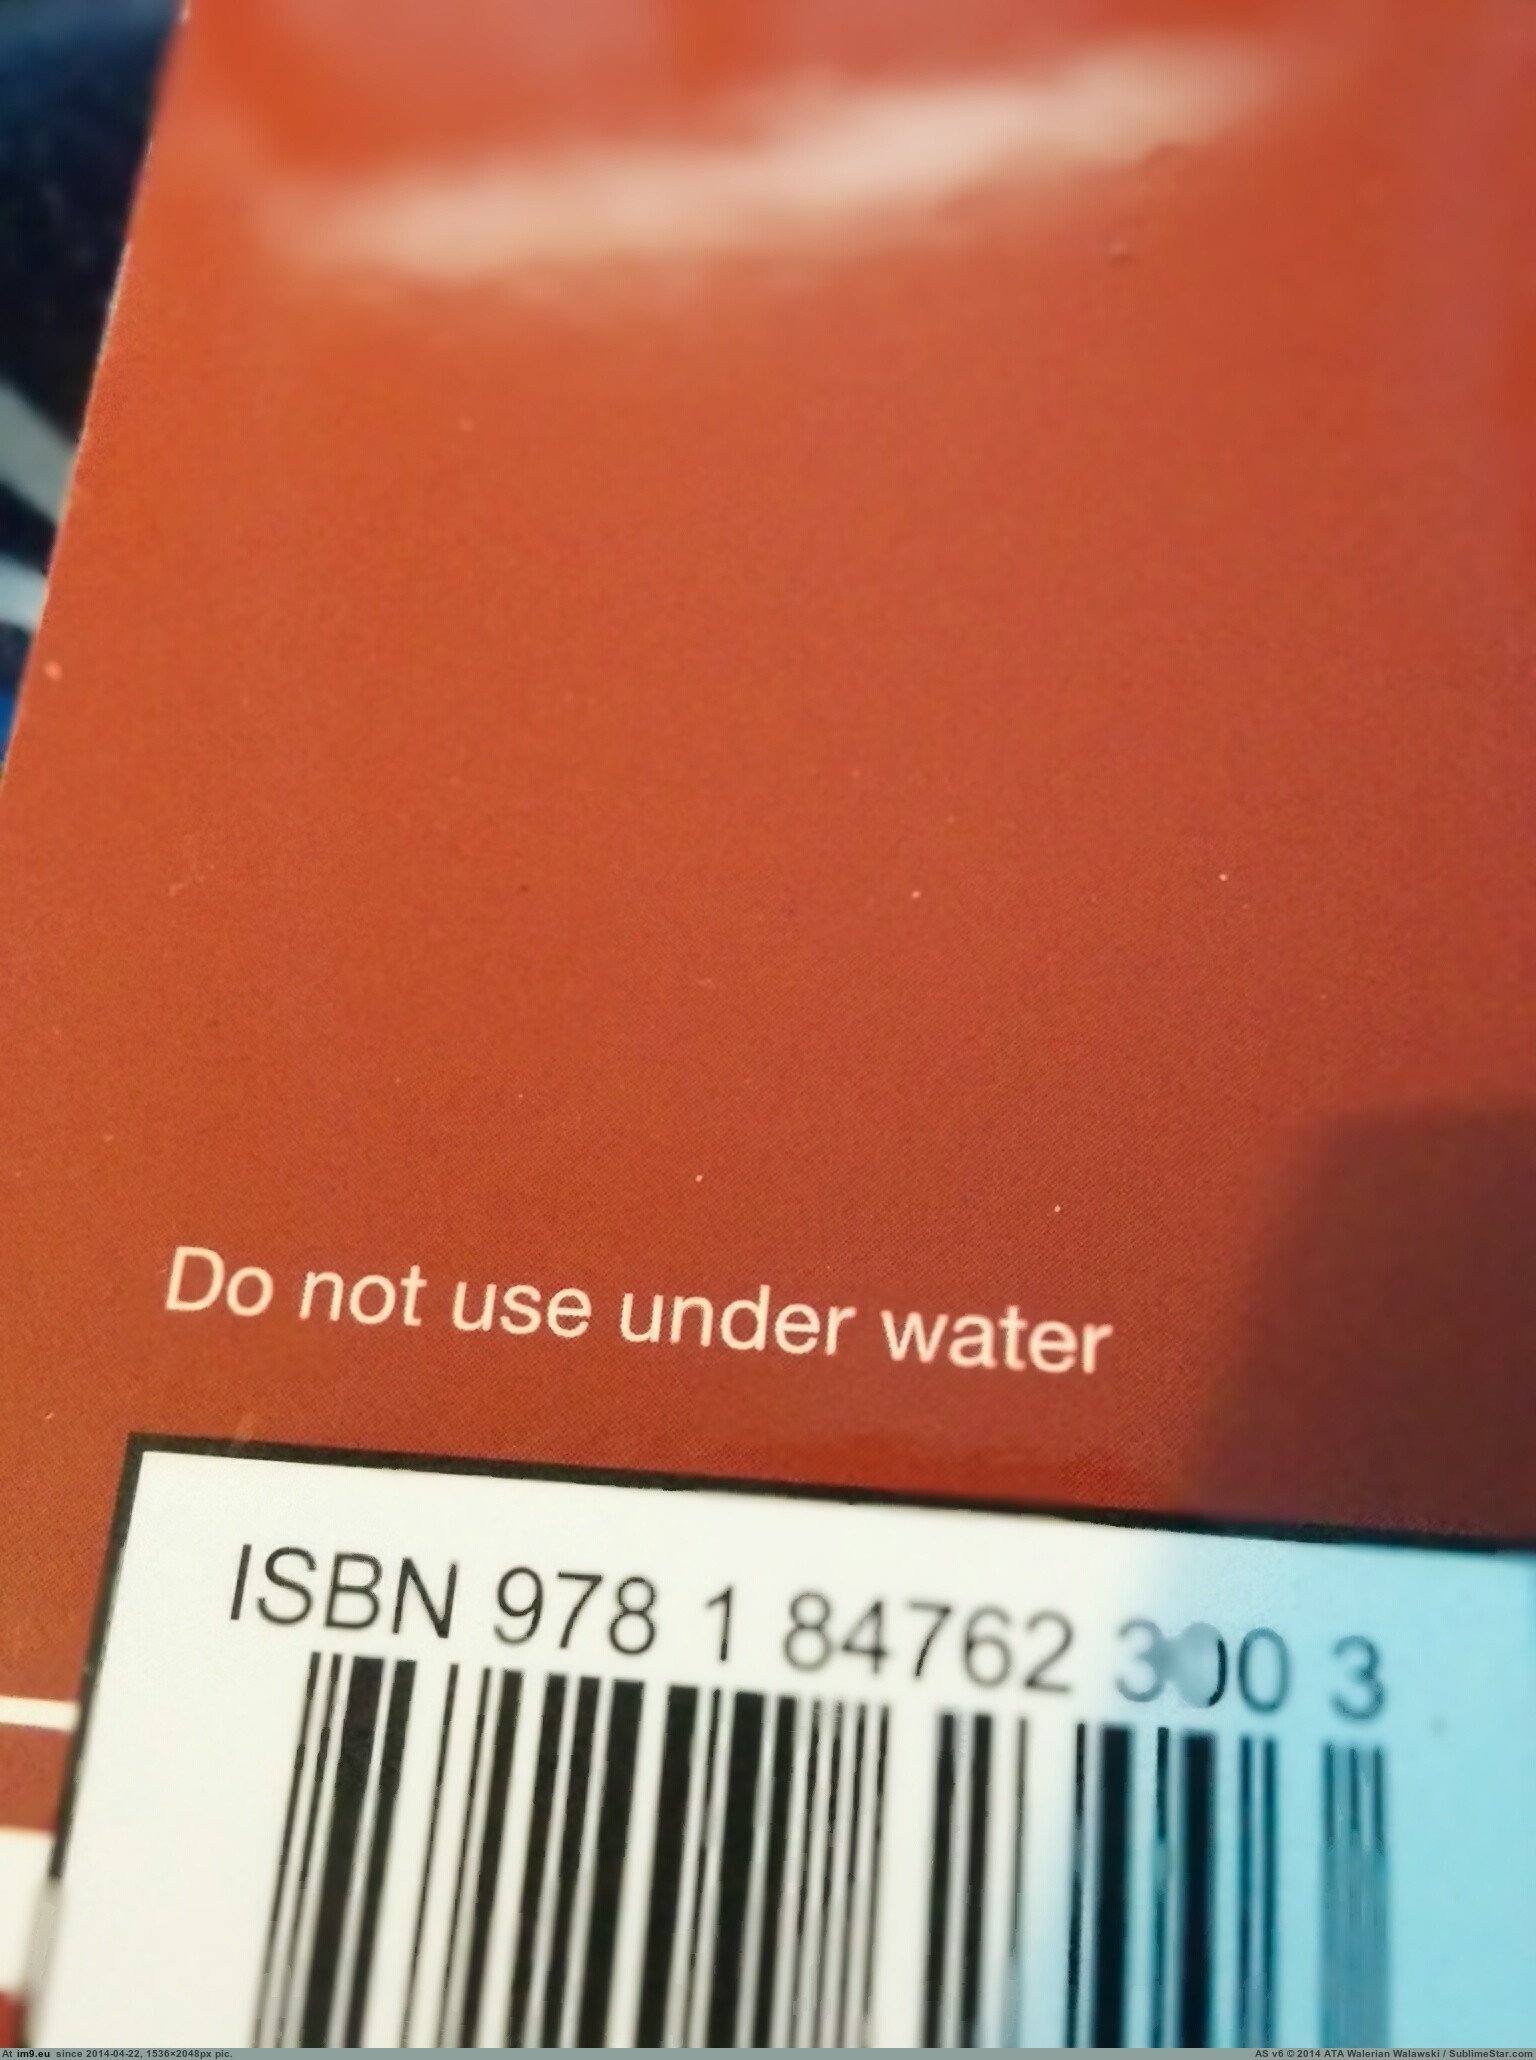 Do not use under water
ISBN 978 1 84762 300 3
At im9.eu since 2014-04-22, 1536×2048px pic.
AS v6 © 2014 ATA Walerian Walawski / SublimeStar.com